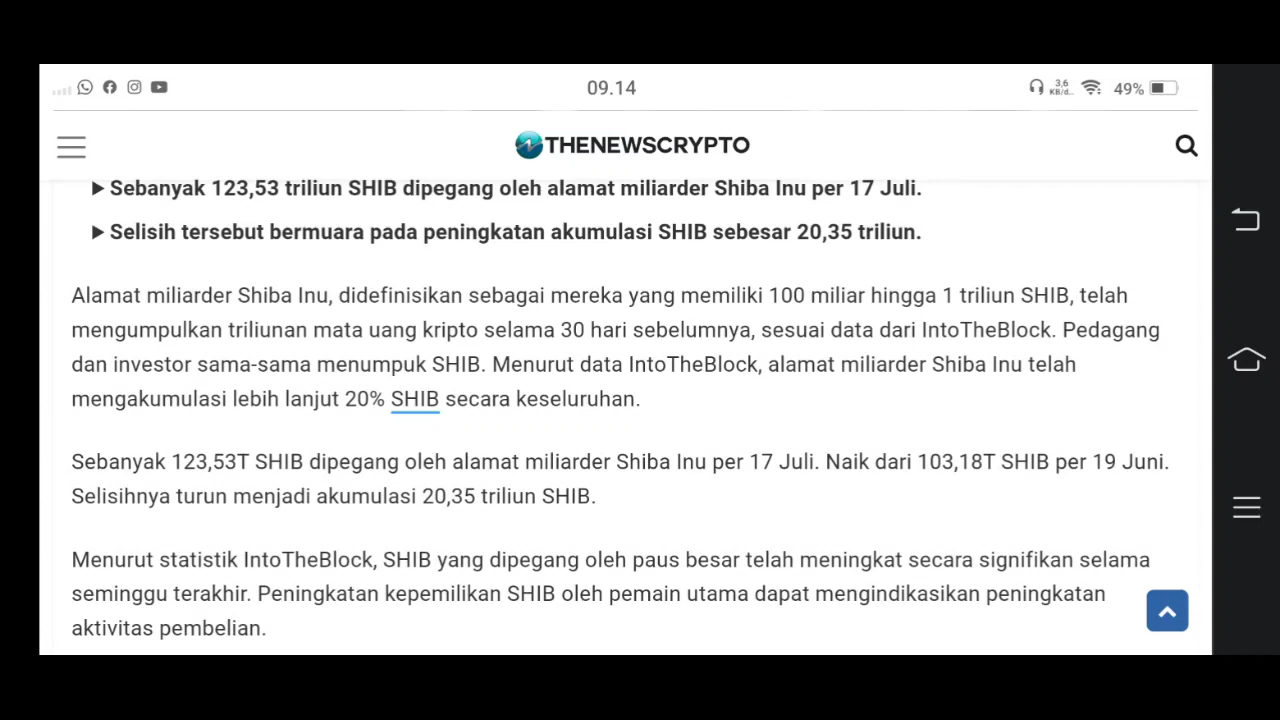 09.14
3,6
KB/d..
49%
THENEWSCRYPTO
▶ Sebanyak 123,53 triliun SHIB dipegang oleh alamat miliarder Shiba Inu per 17 Juli.
▶ Selisih tersebut bermuara pada peningkatan akumulasi SHIB sebesar 20,35 triliun.
Alamat miliarder Shiba Inu, didefinisikan sebagai mereka yang memiliki 100 miliar hingga 1 triliun SHIB, telah
mengumpulkan triliunan mata uang kripto selama 30 hari sebelumnya, sesuai data dari IntoTheBlock. Pedagang
dan investor sama-sama menumpuk SHIB. Menurut data IntoTheBlock, alamat miliarder Shiba Inu telah
mengakumulasi lebih lanjut 20% SHIB secara keseluruhan.
Sebanyak 123,53T SHIB dipegang oleh alamat miliarder Shiba Inu per 17 Juli. Naik dari 103,18T SHIB per 19 Juni.
Selisihnya turun menjadi akumulasi 20,35 triliun SHIB.
Menurut statistik IntoTheBlock, SHIB yang dipegang oleh paus besar telah meningkat secara signifikan selama
seminggu terakhir. Peningkatan kepemilikan SHIB oleh pemain utama dapat mengindikasikan peningkatan
aktivitas pembelian.